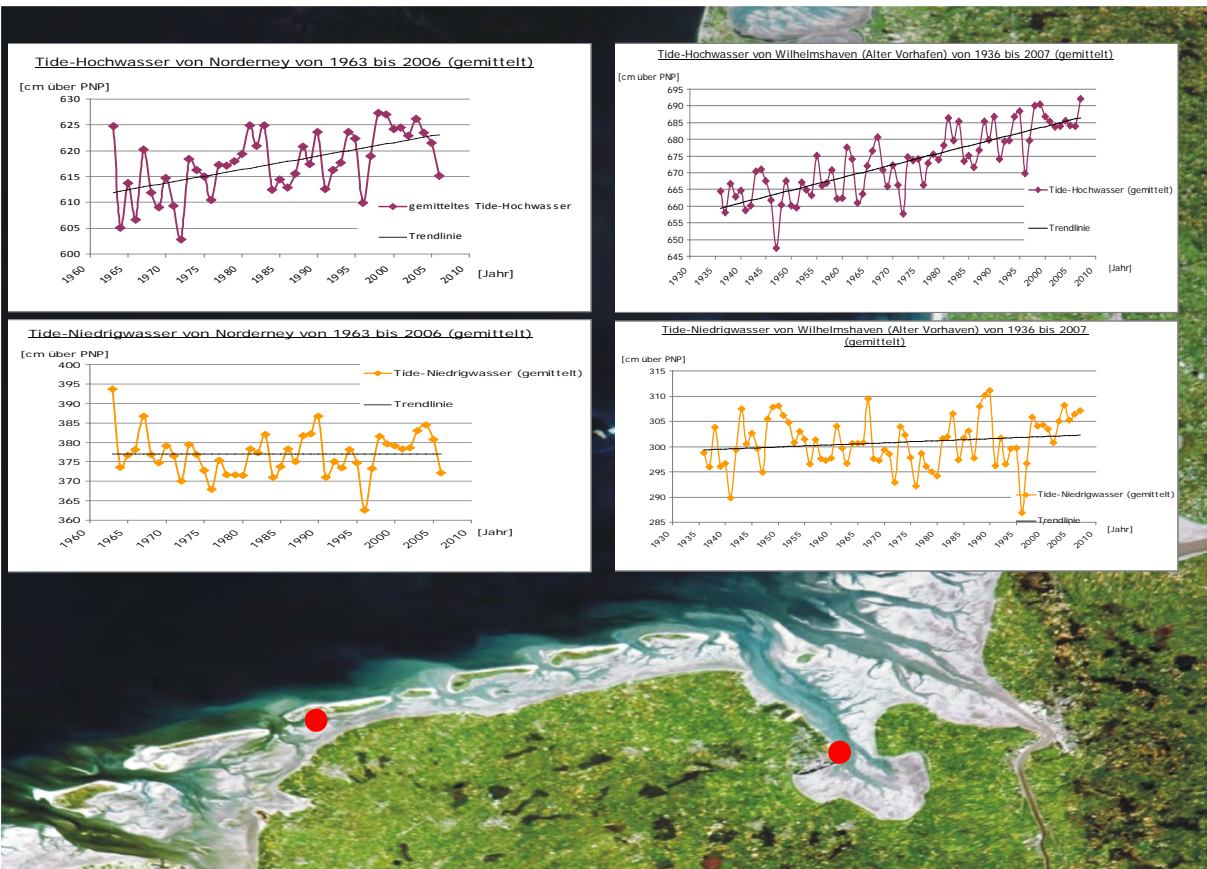 Tide-Hochwasser von Norderney von 1963 bis 2006 (gemittelt)
[cm über PNP]
630
625
620
615
610
605
600
gemitteltes Tide-Hochwasser
Trendlinie
1960 1965 1970 1975 1980 1985 1990 1995 2000 2005 2010
[Jahr]
Tide-Hochwasser von Wilhelmshaven (Alter Vorhafen) von 1936 bis 2007 (gemittelt)
[cm über PNP]
695
690
685
680
675
670
665
660
655
650
645
Tide-Hochwasser (gemittelt)
Trendlinie
1930 1935 1940 1945 1950 1955 1960 1965 1970 1975 1980 1985 1990 1995 2000 2005 2010
[Jahr]
Tide-Niedrigwasser von Norderney von 1963 bis 2006 (gemittelt)
[cm über PNP]
400
395
390
385
380
375
370
365
360
Tide-Niedrigwasser (gemittelt)
Trendlinie
1960 1965 1970 1975 1980 1985 1990 1995 2000 2005 2010
[Jahr]
Tide-Niedrigwasser von Wilhelmshaven (Alter Vorhaven) von 1936 bis 2007
(gemittelt)
[cm über PNP]
315
310
305
300
295
290
285
Tide-Niedrigwasser (gemittelt)
Trendlinie
1930 1935 1940 1945 1950 1955 1960 1965 1970 1975 1980 1985 1990 1995 2000 2005 2010
[Jahr]